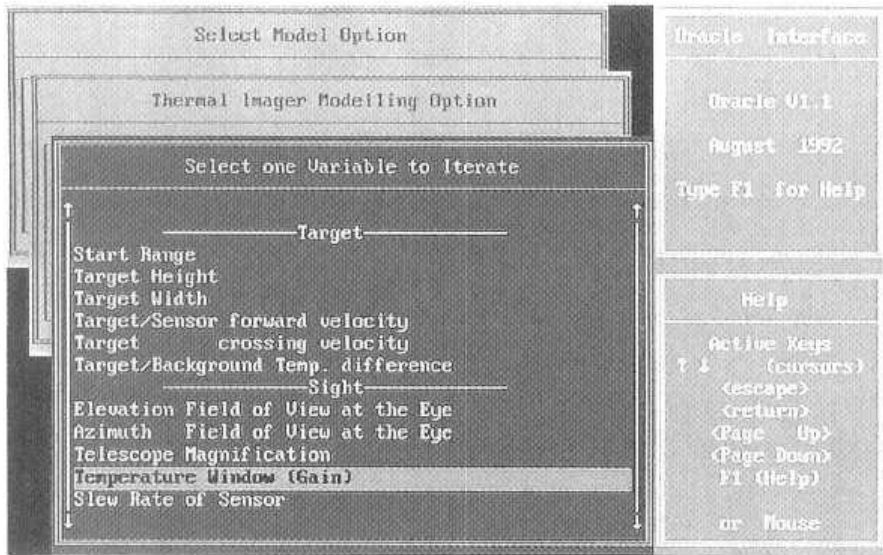 Select Model Option
Thermal Imager Modelling Option
Select one Variable to Iterate
Target
Start Range
Target Height
Target Width
Target/Sensor forward velocity
Target crossing velocity
Target/Background Temp. difference
Sight
Elevation Field of View at the Eye
Azimuth Field of View at the Eye
Telescope Magnification
Temperature Window (Gain)
Slew Rate of Sensor
Oracle Interface
Oracle V1.1
August 1992
Type F1 for Help
Help
Active Keys
↑ ↓ (cursors)
<escape>
<return>
<Page Up>
<Page Down>
F1 (Help)
or Mouse